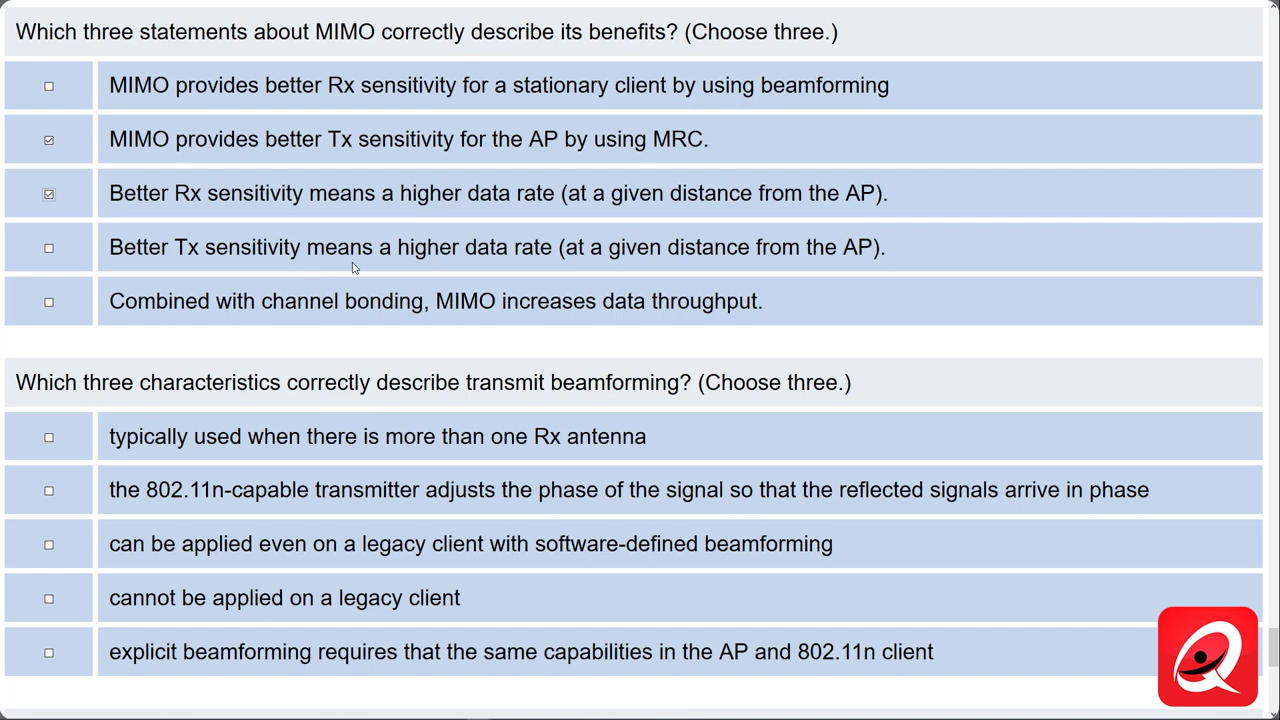 Which three statements about MIMO correctly describe its benefits? (Choose three.)
MIMO provides better Rx sensitivity for a stationary client by using beamforming
MIMO provides better Tx sensitivity for the AP by using MRC.
Better Rx sensitivity means a higher data rate (at a given distance from the AP).
Better Tx sensitivity means a higher data rate (at a given distance from the AP).
Combined with channel bonding, MIMO increases data throughput.
Which three characteristics correctly describe transmit beamforming? (Choose three.)
typically used when there is more than one Rx antenna
the 802.11n-capable transmitter adjusts the phase of the signal so that the reflected signals arrive in phase
can be applied even on a legacy client with software-defined beamforming
cannot be applied on a legacy client
explicit beamforming requires that the same capabilities in the AP and 802.11n client